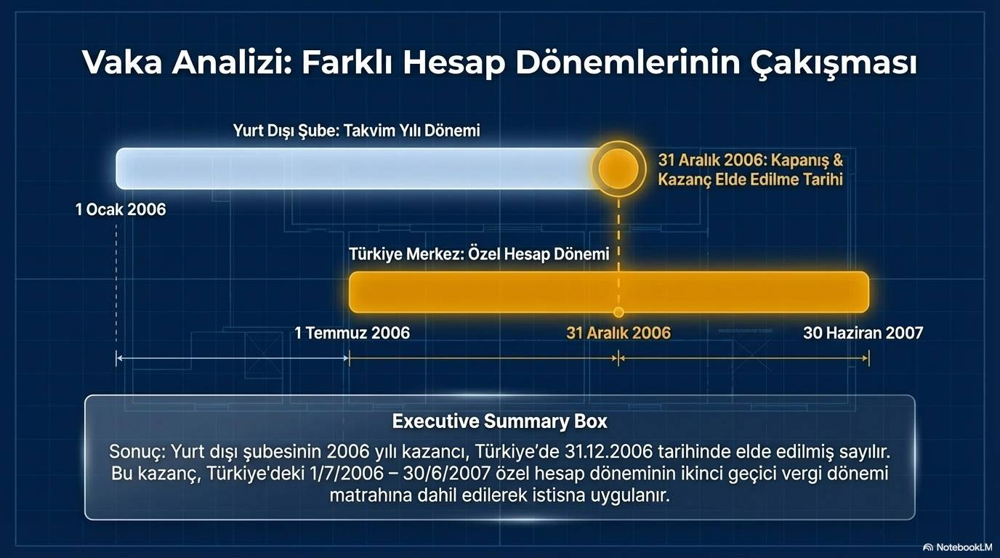 Vaka Analizi: Farklı Hesap Dönemlerinin Çakışması
Yurt Dışı Şube: Takvim Yılı Dönemi
31 Aralık 2006: Kapanış &
Kazanç Elde Edilme Tarihi
1 Ocak 2006
Türkiye Merkez: Özel Hesap Dönemi
1 Temmuz 2006
31 Aralık 2006
30 Haziran 2007
Executive Summary Box
Sonuç: Yurt dışı şubesinin 2006 yılı kazancı, Türkiye’de 31.12.2006 tarihinde elde edilmiş sayılır.
Bu kazanç, Türkiye'deki 1/7/2006 – 30/6/2007 özel hesap döneminin ikinci geçici vergi dönemi
matrahına dahil edilerek istisna uygulanır.
NotebookLM